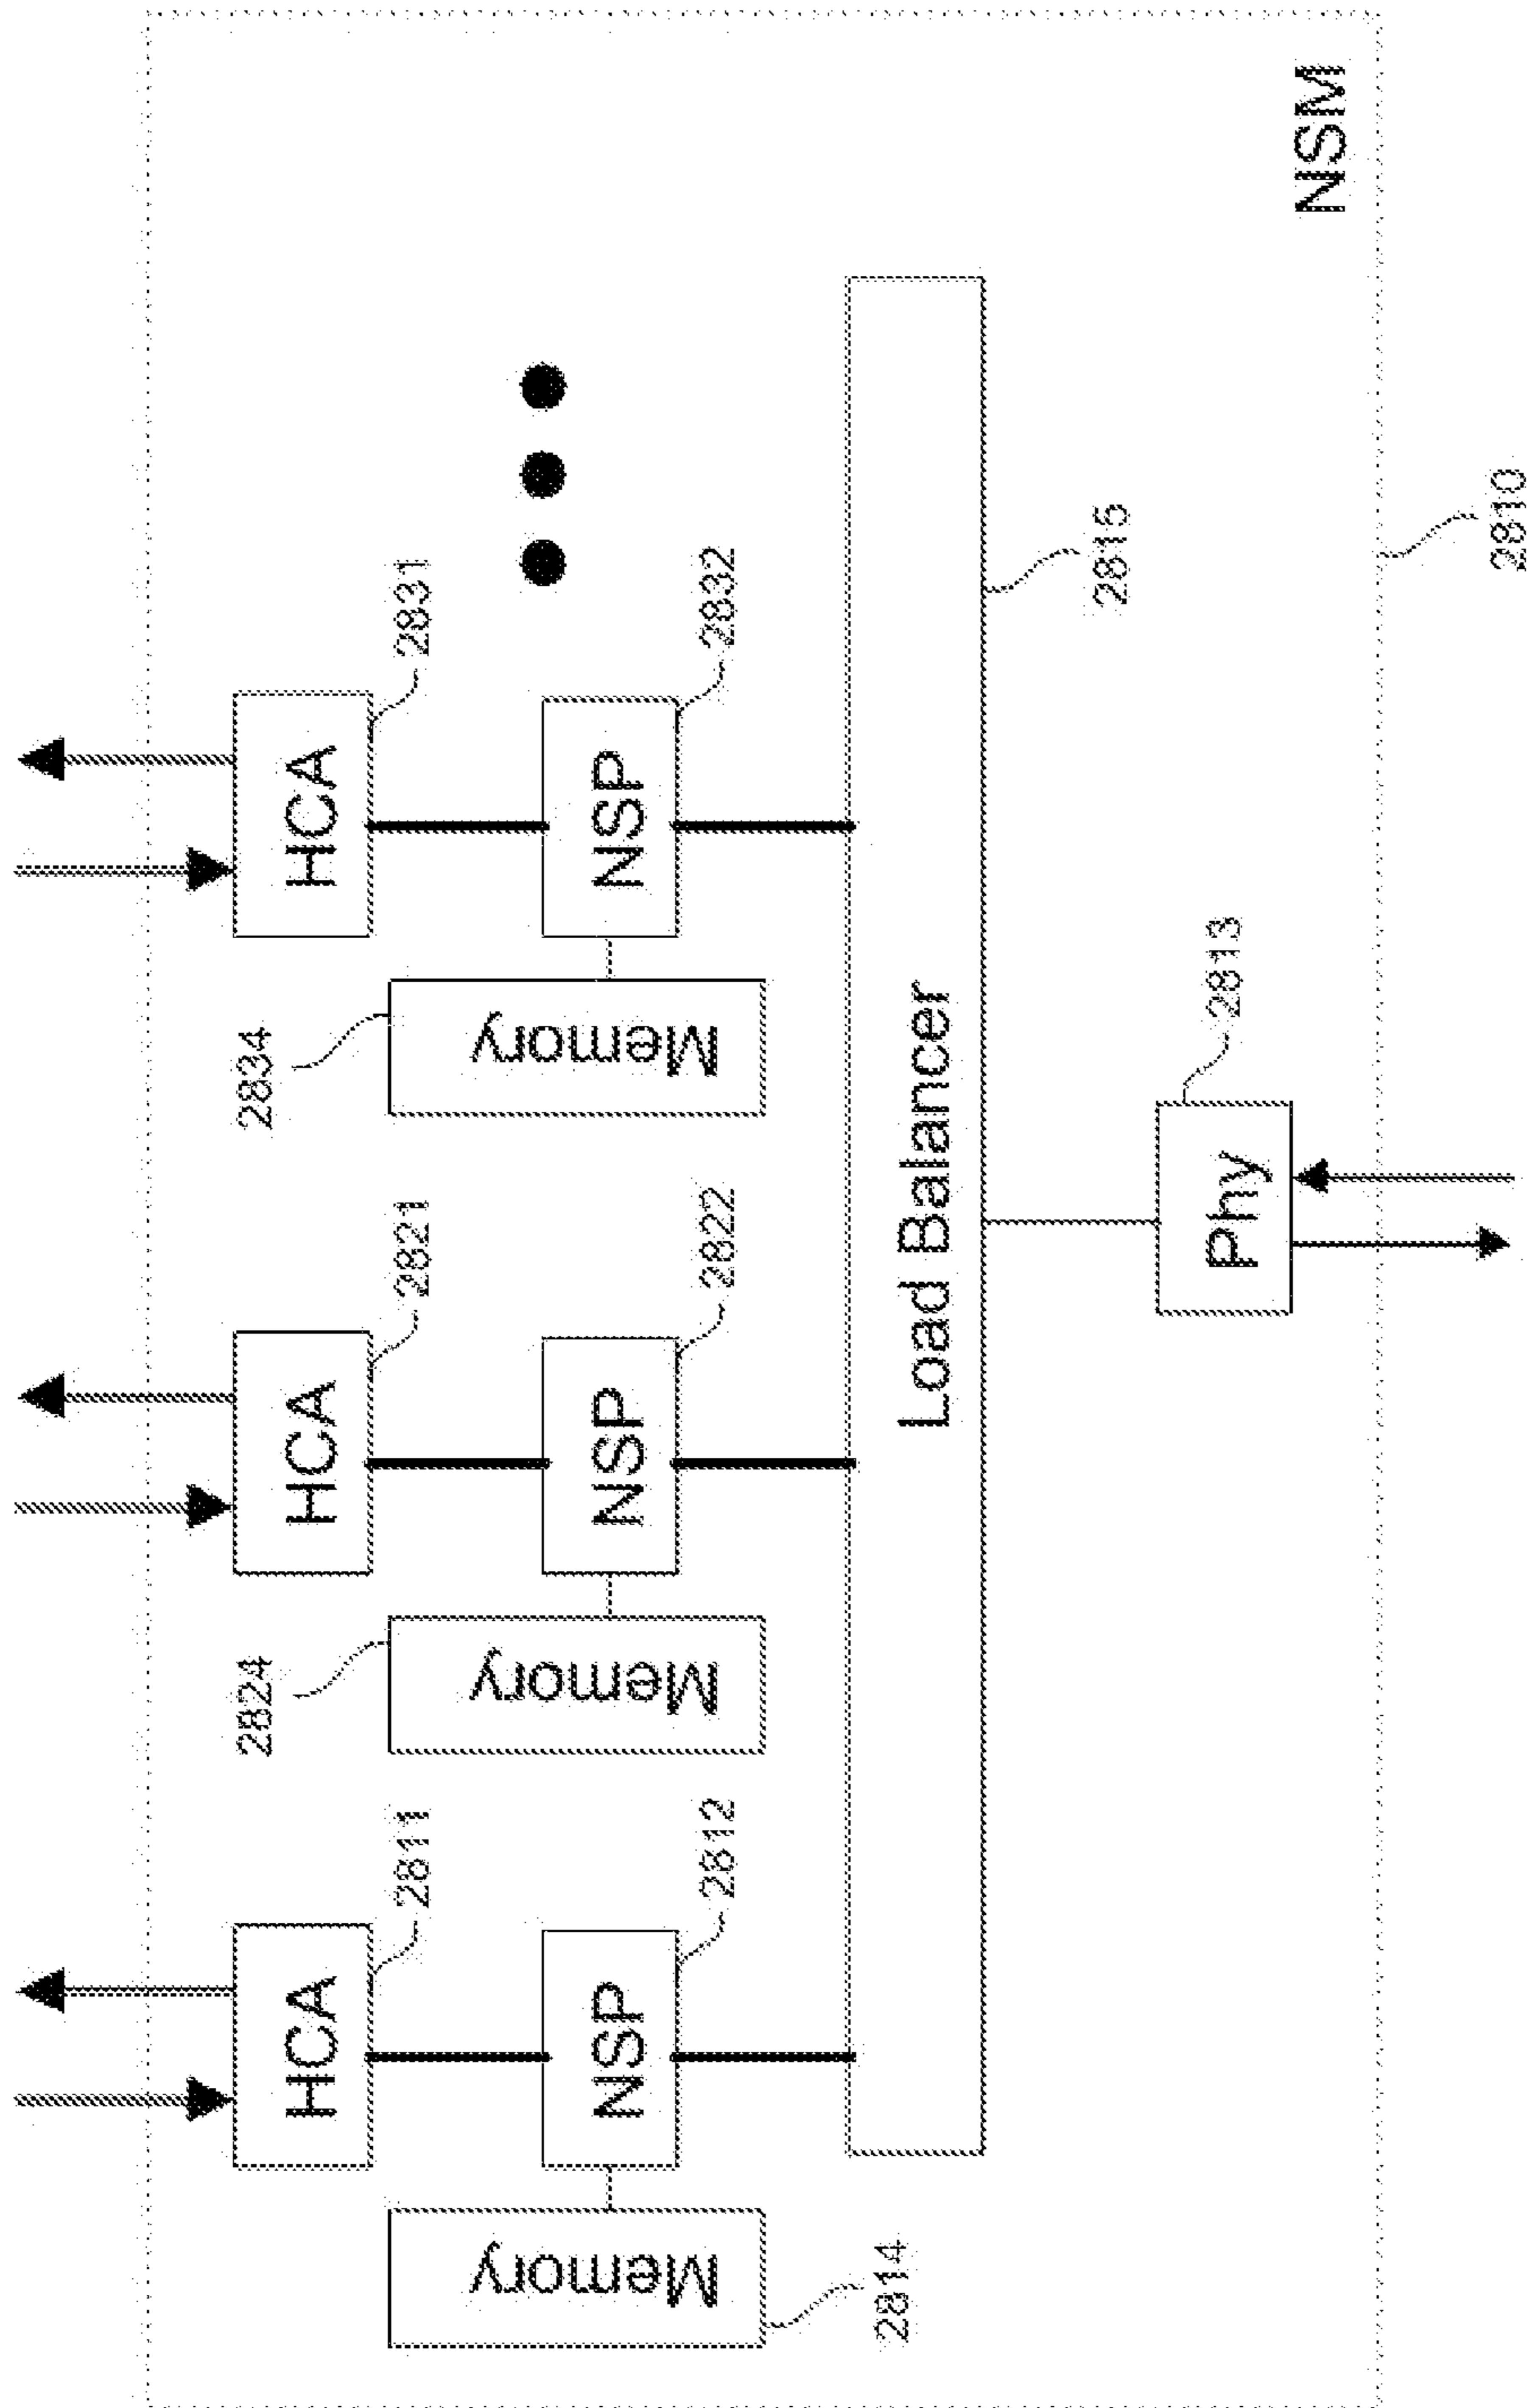 HCA
2811
HCA
2821
HCA
2831
2824
2834
Memory
NSP
2812
Memory
NSP
2822
Memory
NSP
2832
2814
Load Balancer
2815
Phy
2813
NSM
2810